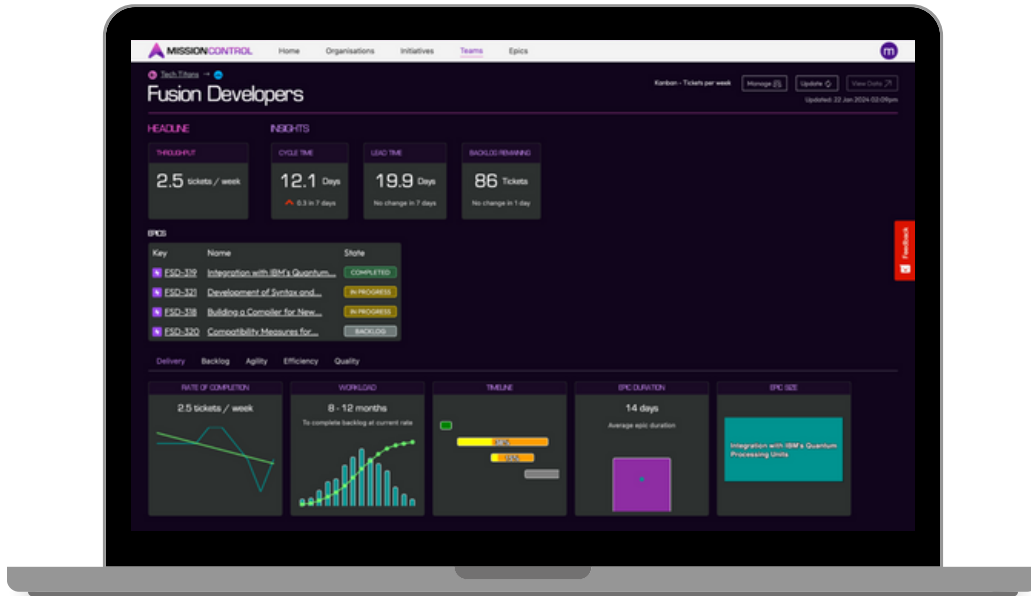 MISSIONCONTROL Home Organisations Initiatives Teams Epics m
Tech Titans →
Fusion Developers
Kanban - Tickets per week Manage Update View Data
Updated: 22 Jan 2024 02:09pm
HEADLINE INSIGHTS
THROUGHPUT CYCLE TIME LEAD TIME BACKLOG REMAINING
2.5 tickets / week 12.1 Days 19.9 Days 86 Tickets
0.3 in 7 days No change in 7 days No change in 1 day
Feedback
EPICS
Key Name State
FSD-319 Integration with IBM's Quantum... COMPLETED
FSD-321 Development of Syntax and... IN PROGRESS
FSD-318 Building a Compiler for New... IN PROGRESS
FSD-320 Compatibility Measures for... BACKLOG
Delivery Backlog Agility Efficiency Quality
RATE OF COMPLETION WORKLOAD TIMELINE EPIC DURATION EPIC SIZE
2.5 tickets / week 8 - 12 months 14 days
To complete backlog at current rate Average epic duration
Integration with IBM's Quantum
Processing Units